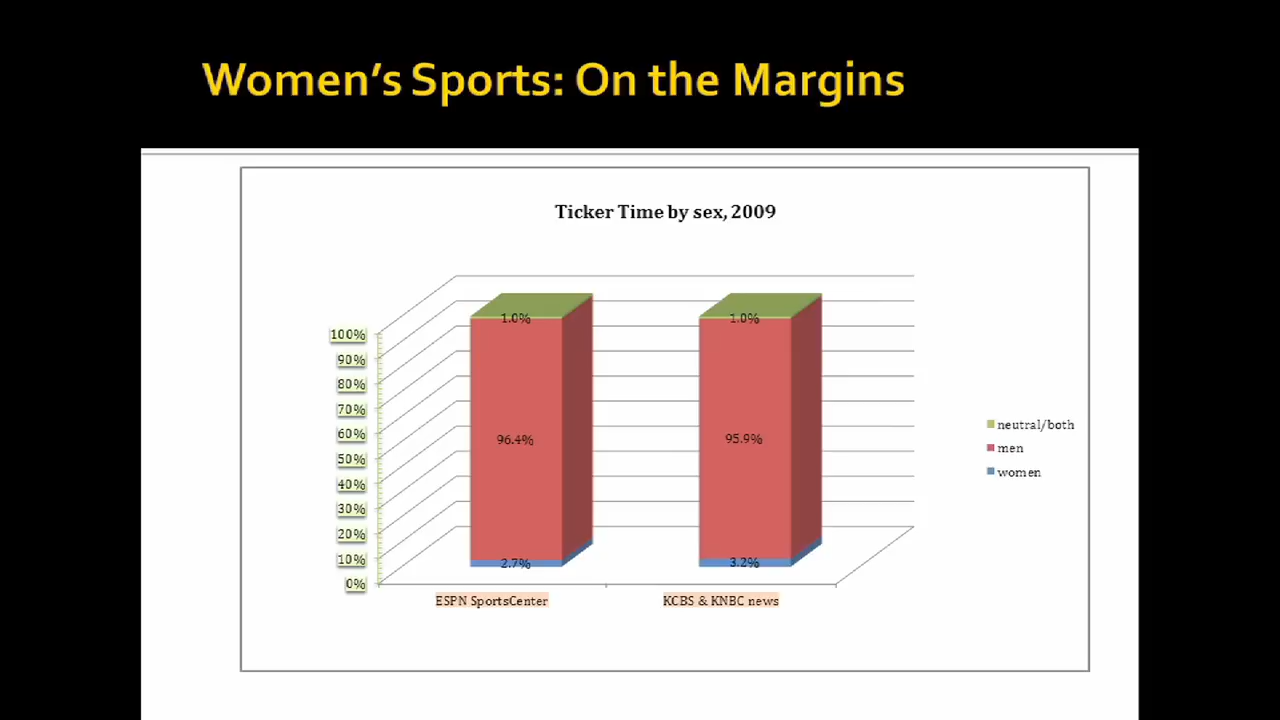 Women's Sports: On the Margins
Ticker Time by sex, 2009
100%
90%
80%
70%
60%
50%
40%
30%
20%
10%
0%
1.0%
1.0%
96.4%
95.9%
2.7%
3.2%
ESPN SportsCenter
KCBS & KNBC news
neutral/both
men
women